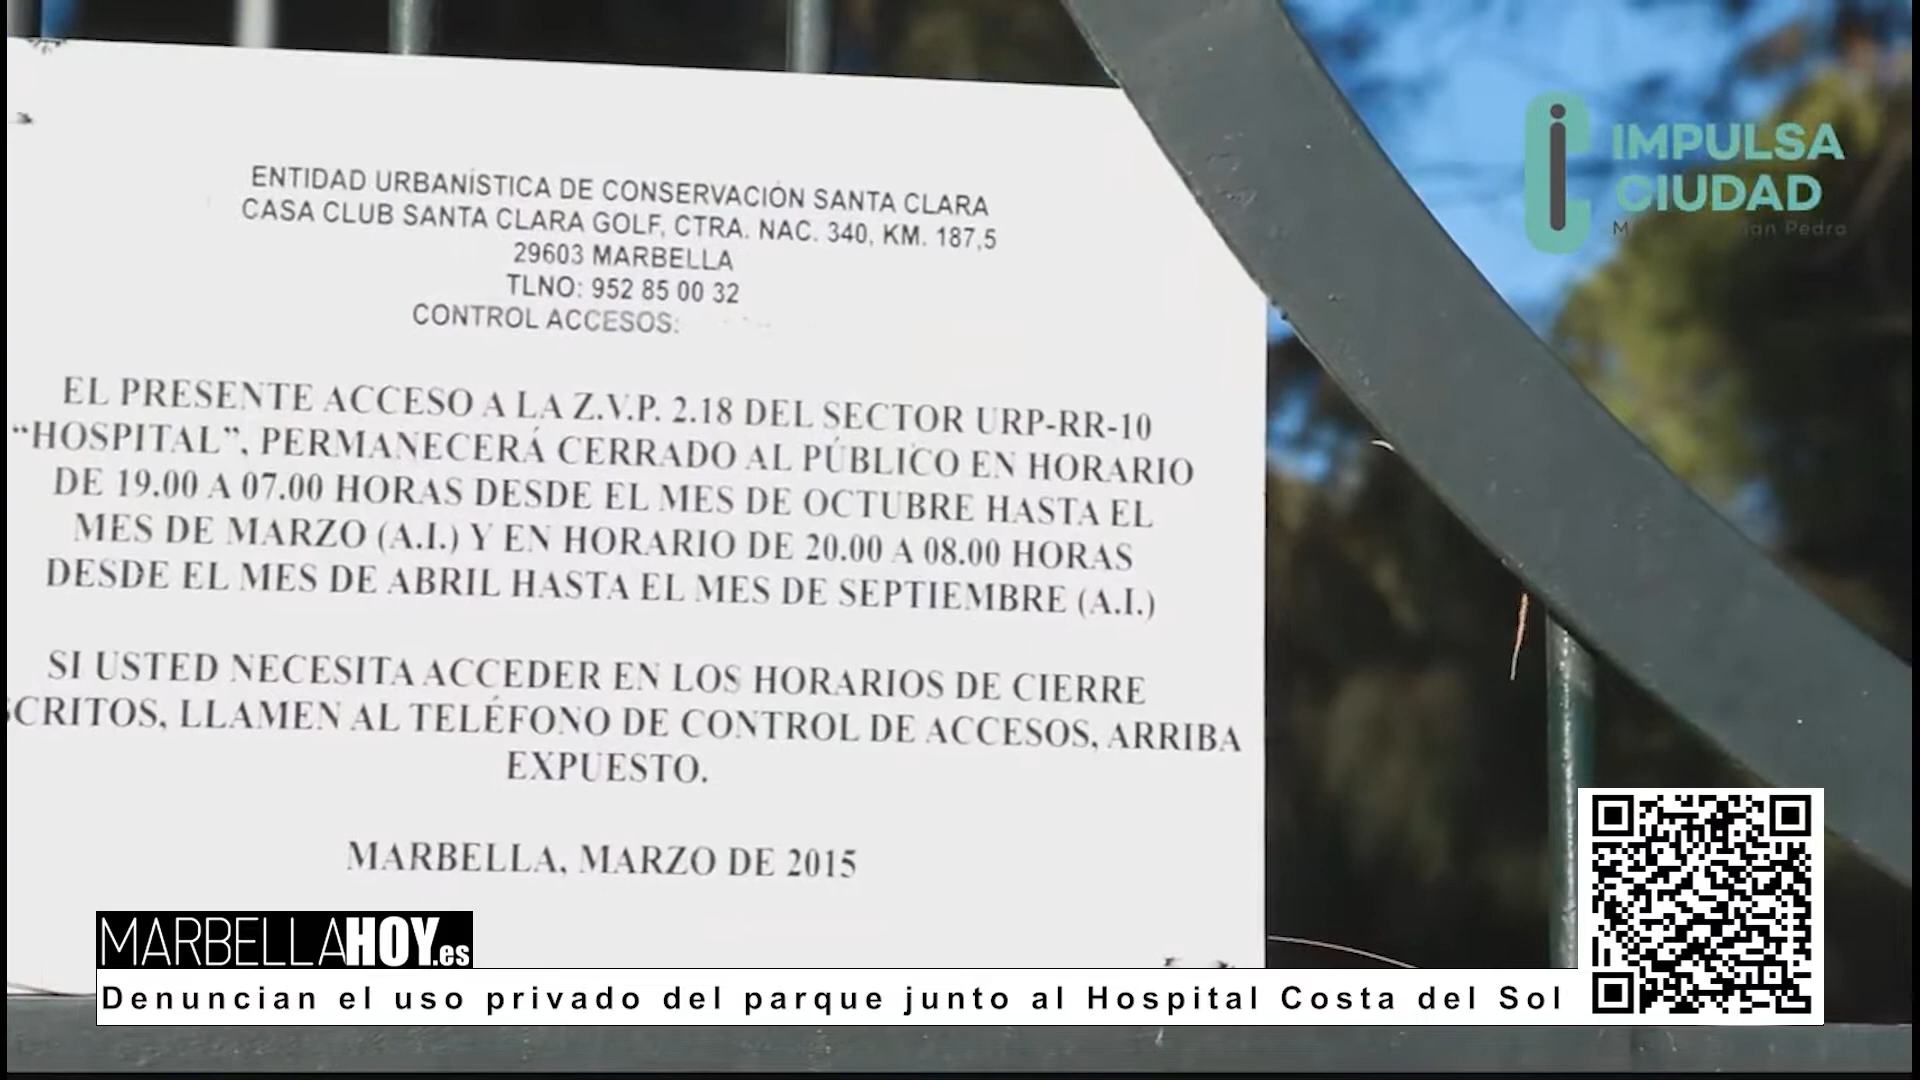 ENTIDAD URBANÍSTICA DE CONSERVACIÓN SANTA CLARA
CASA CLUB SANTA CLARA GOLF, CTRA. NAC. 340, KM. 187,5
29603 MARBELLA
TLNO: 952 85 00 32
CONTROL ACCESOS:
EL PRESENTE ACCESO A LA Z.V.P. 2.18 DEL SECTOR URP-RR-10
“HOSPITAL”, PERMANECERÁ CERRADO AL PÚBLICO EN HORARIO
DE 19.00 A 07.00 HORAS DESDE EL MES DE OCTUBRE HASTA EL
MES DE MARZO (A.I.) Y EN HORARIO DE 20.00 A 08.00 HORAS
DESDE EL MES DE ABRIL HASTA EL MES DE SEPTIEMBRE (A.I.)
SI USTED NECESITA ACCEDER EN LOS HORARIOS DE CIERRE
SCRITOS, LLAMEN AL TELÉFONO DE CONTROL DE ACCESOS, ARRIBA
EXPUESTO.
MARBELLA, MARZO DE 2015
IMPULSA
CIUDAD
Pedro
MARBELLAHOY.es
Denuncian el uso privado del parque junto al Hospital Costa del Sol